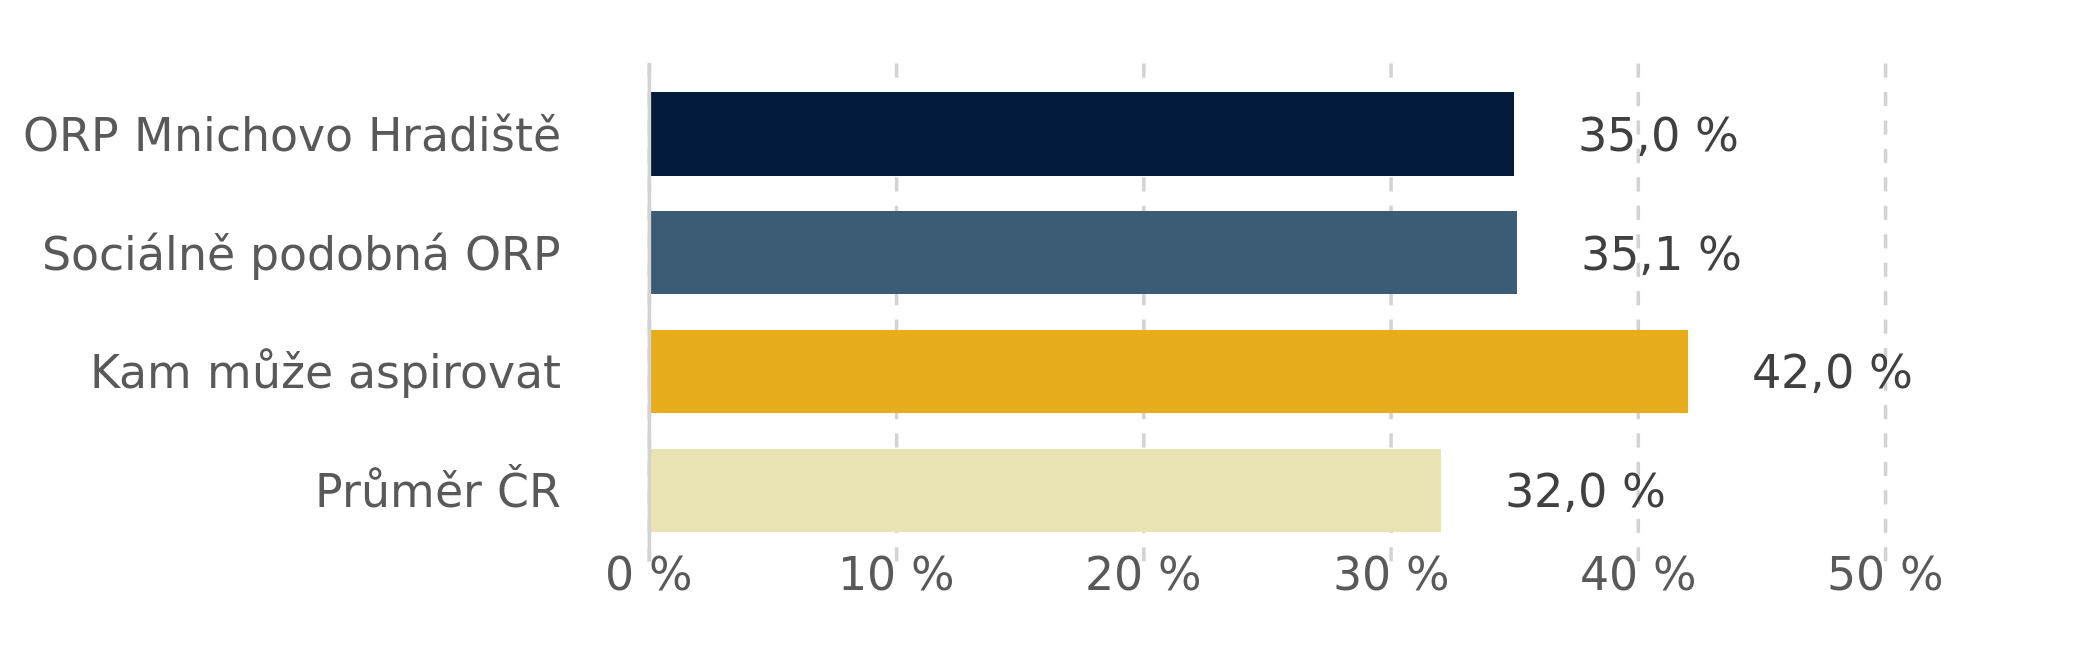 ORP Mnichovo Hradiště 35,0 %
Sociálně podobná ORP 35,1 %
Kam může aspirovat 42,0 %
Průměr ČR 32,0 %
0 % 10 % 20 % 30 % 40 % 50 %